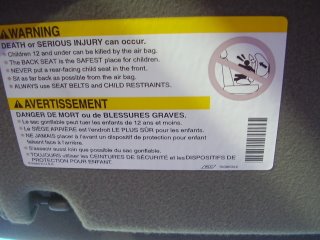 WARNING
DEATH or SERIOUS INJURY can occur.
Children 12 and under can be killed by the air bag.
The BACK SEAT is the SAFEST place for children.
NEVER put a rear-facing child seat in the front.
Sit as far back as possible from the air bag.
ALWAYS use SEAT BELTS and CHILD RESTRAINTS.
AVERTISSEMENT
DANGER DE MORT ou de BLESSURES GRAVES.
Le sac gonflable peut tuer les enfants de 12 ans et moins.
Le SIÈGE ARRIÈRE est l'endroit LE PLUS SÛR pour les enfants.
NE JAMAIS placer à l'avant un dispositif de protection pour enfant
faisant face à l'arrière.
S'asseoir aussi loin que possible du sac gonflable.
TOUJOURS utiliser les CEINTURES DE SÉCURITÉ et les DISPOSITIFS DE
PROTECTION POUR ENFANT.